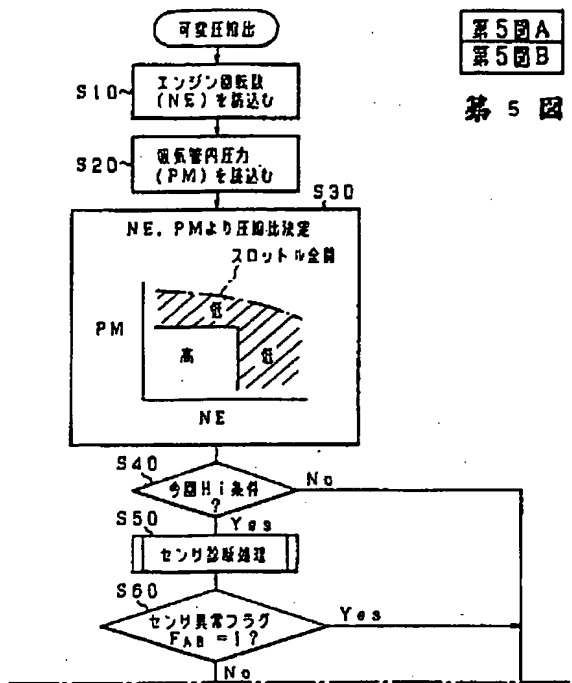 可変圧縮比
第5図A
第5図B
第 5 図
S10
エンジン回転数
(NE)を読込む
S20
吸気管内圧力
(PM)を読込む
S30
NE, PMより圧縮比決定
スロットル全開
低
PM
高
低
NE
S40
今回Hi条件
?
No
Yes
S50
センサ診断処理
S60
センサ異常フラグ
FAB =1?
Yes
No